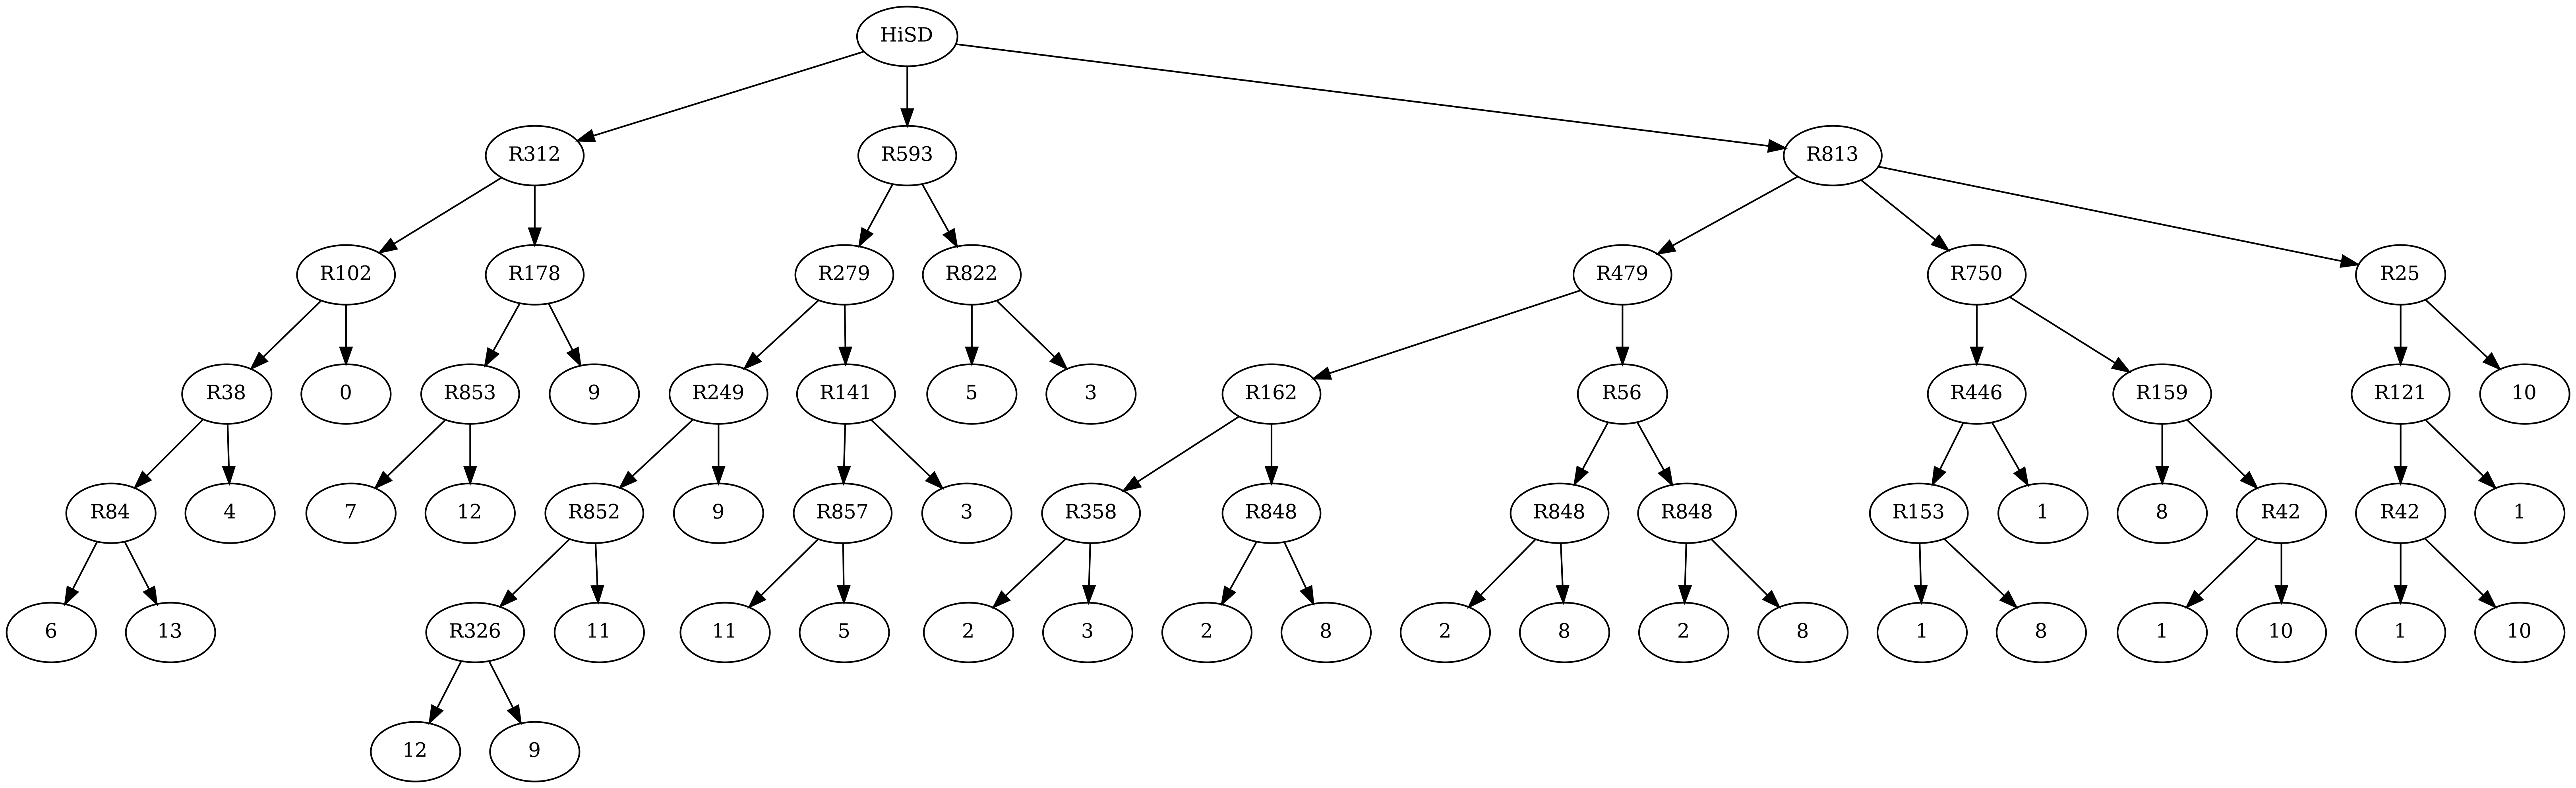 HiSD
R312 R593 R813
R102 R178 R279 R822 R479 R750 R25
R38 0 R853 9 R249 R141 5 3 R162 R56 R446 R159 R121 10
R84 4 7 12 R852 9 R857 3 R358 R848 R848 R848 R153 1 8 R42 R42 1
6 13 R326 11 11 5 2 3 2 8 2 8 2 8 1 8 1 10 1 10
12 9